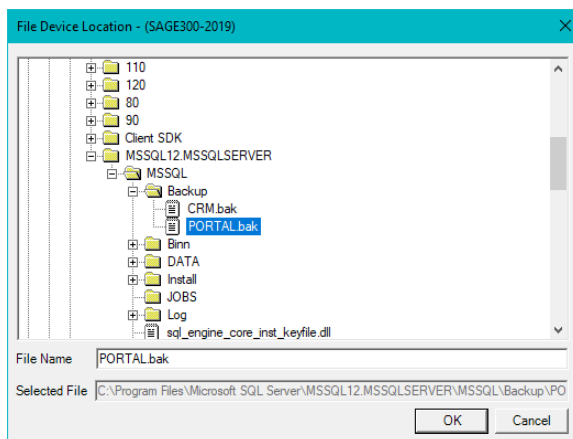 File Device Location - (SAGE300-2019)
110
120
80
90
Client SDK
MSSQL12.MSSQLSERVER
MSSQL
Backup
CRM.bak
PORTAL.bak
Binn
DATA
Install
JOBS
Log
sql_engine_core_inst_keyfile.dll
File Name PORTAL.bak
Selected File C:\Program Files\Microsoft SQL Server\MSSQL12.MSSQLSERVER\MSSQL\Backup\PO
OK Cancel